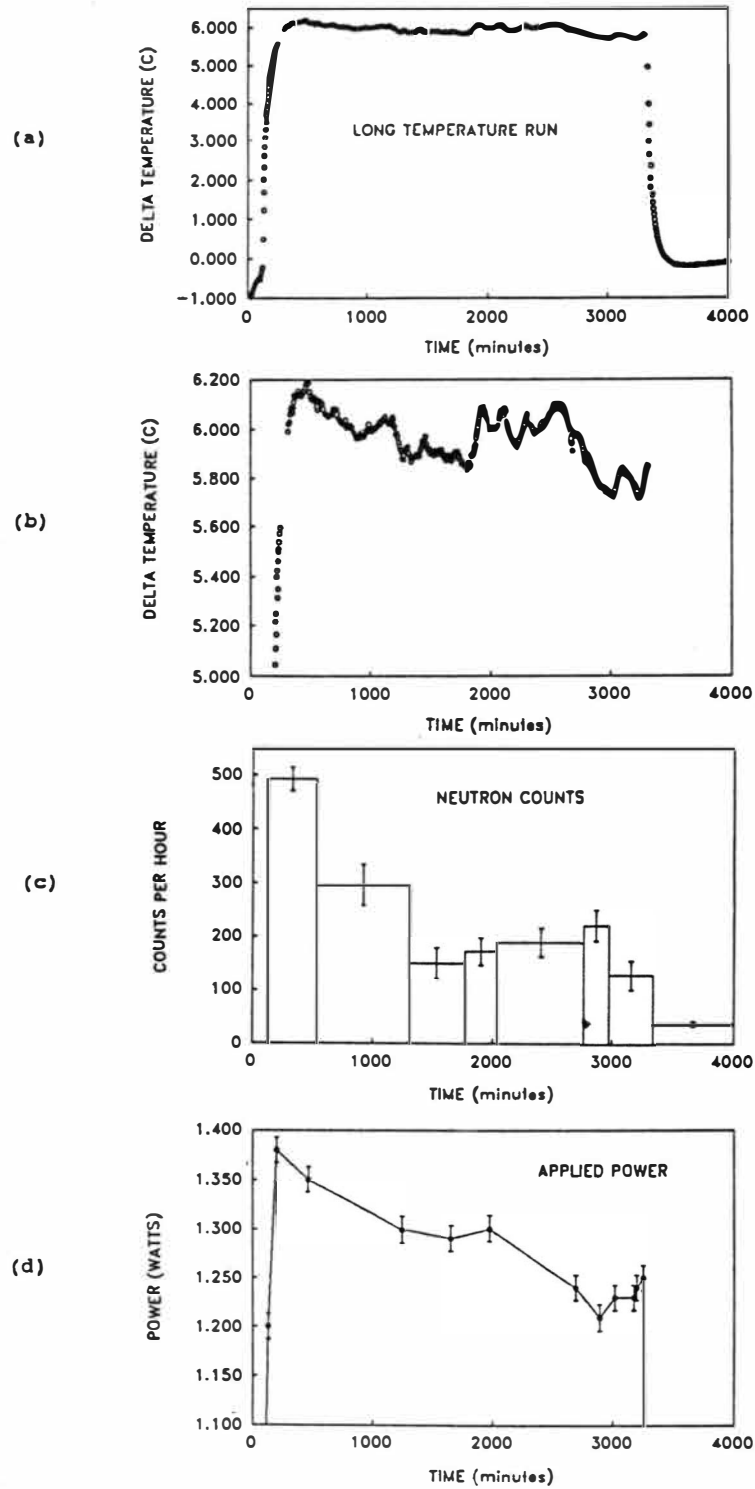 (a)
DELTA TEMPERATURE (C)
6.000
5.000
4.000
3.000
2.000
1.000
0.000
-1.000
LONG TEMPERATURE RUN
0 1000 2000 3000 4000
TIME (minutes)
(b)
DELTA TEMPERATURE (C)
6.200
6.000
5.800
5.600
5.400
5.200
5.000
0 1000 2000 3000 4000
TIME (minutes)
(c)
COUNTS PER HOUR
500
400
300
200
100
0
NEUTRON COUNTS
0 1000 2000 3000 4000
TIME (minutes)
(d)
POWER (WATTS)
1.400
1.350
1.300
1.250
1.200
1.150
1.100
APPLIED POWER
0 1000 2000 3000 4000
TIME (minutes)